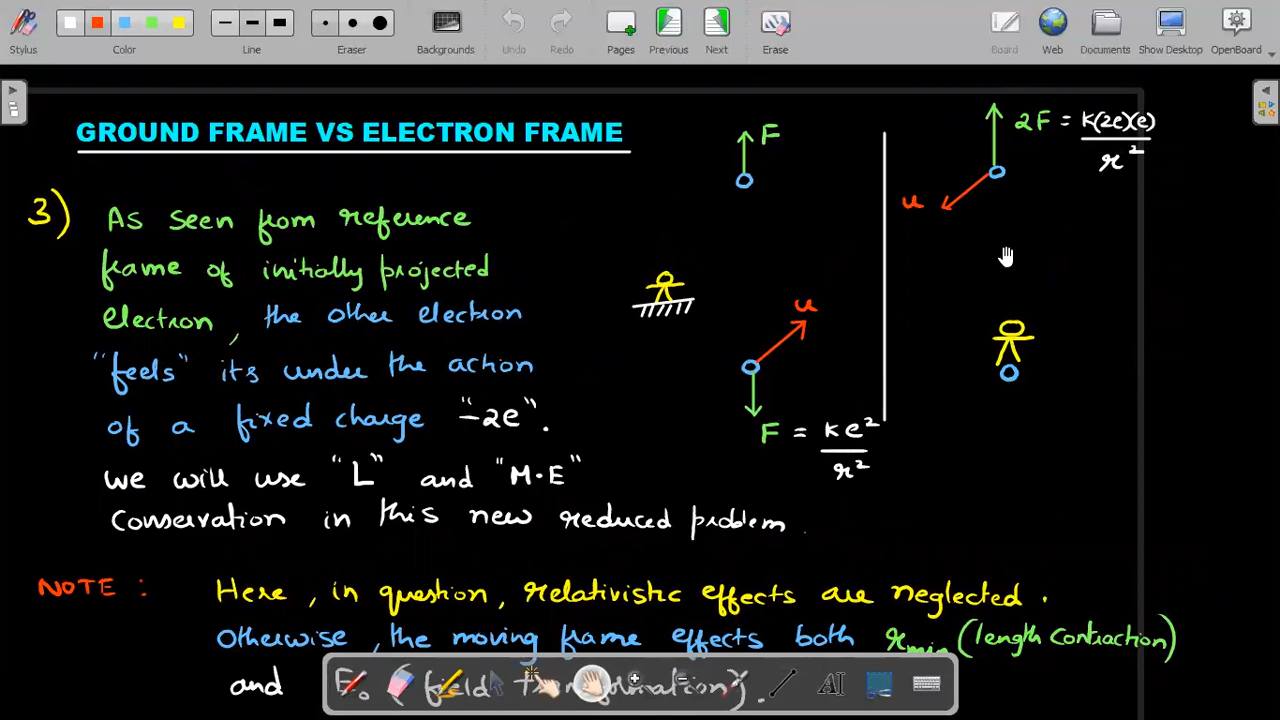 Stylus
Color
Line
Eraser
Backgrounds
Undo
Redo
Pages
Previous
Next
Erase
Board
Web
Documents
Show Desktop
OpenBoard
GROUND FRAME VS ELECTRON FRAME
3) As seen from reference
frame of initially projected
electron, the other electron
"feels" its under the action
of a fixed charge "-2e".
we will use "L" and "M.E"
Conservation in this new reduced problem.
F
u
F = Ke²/r²
2F = K(2e)(e)/r²
u
NOTE : Here, in question, relativistic effects are neglected.
Otherwise, the moving frame effects both rmin (length contraction)
and